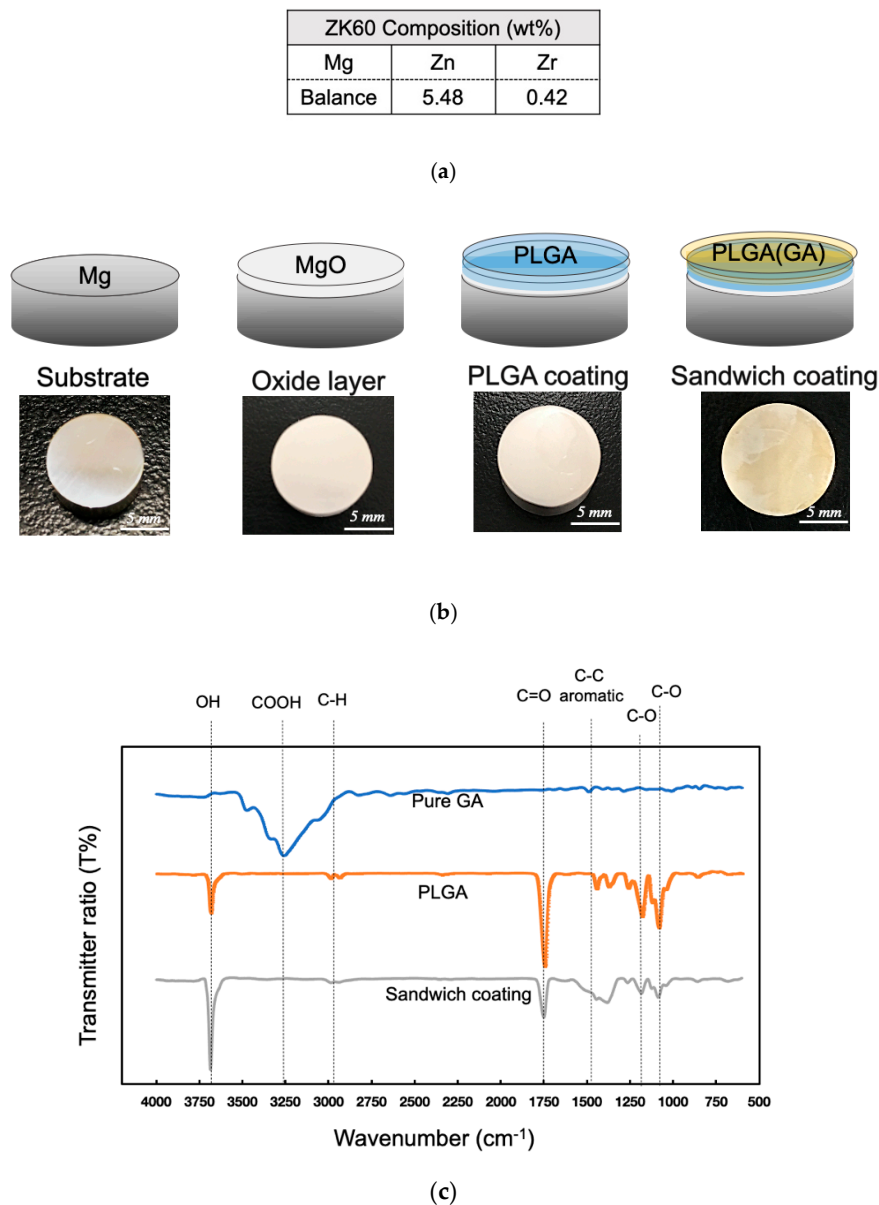 ZK60 Composition (wt%)
Mg Zn Zr
Balance 5.48 0.42
(a)
Mg MgO PLGA PLGA(GA)
Substrate Oxide layer PLGA coating Sandwich coating
5 mm 5 mm 5 mm 5 mm
(b)
OH COOH C-H C=O C-C aromatic C-O C-O
Pure GA
PLGA
Sandwich coating
Transmitter ratio (T%)
4000 3750 3500 3250 3000 2750 2500 2250 2000 1750 1500 1250 1000 750 500
Wavenumber (cm⁻¹)
(c)